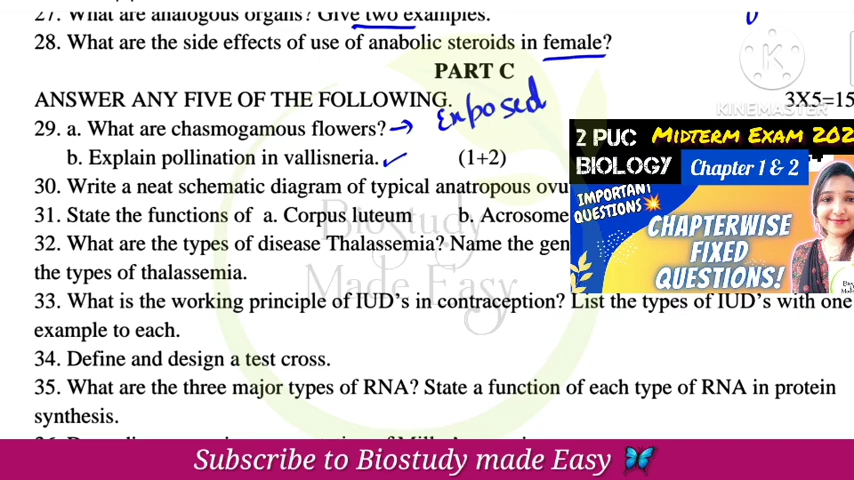 27. What are analogous organs? Give two examples.
28. What are the side effects of use of anabolic steroids in female?
PART C
ANSWER ANY FIVE OF THE FOLLOWING. 3X5=15
Exposed
KINEMASTER
29. a. What are chasmogamous flowers?
b. Explain pollination in vallisneria. (1+2)
30. Write a neat schematic diagram of typical anatropous ovu
31. State the functions of a. Corpus luteum b. Acrosome
32. What are the types of disease Thalassemia? Name the gen
the types of thalassemia.
33. What is the working principle of IUD's in contraception? List the types of IUD's with one
example to each.
34. Define and design a test cross.
35. What are the three major types of RNA? State a function of each type of RNA in protein
synthesis.
2 PUC MIDTERM EXAM 202
BIOLOGY Chapter 1 & 2
IMPORTANT
QUESTIONS
CHAPTERWISE
FIXED
QUESTIONS!
Biostudy
Made Easy
Subscribe to Biostudy made Easy